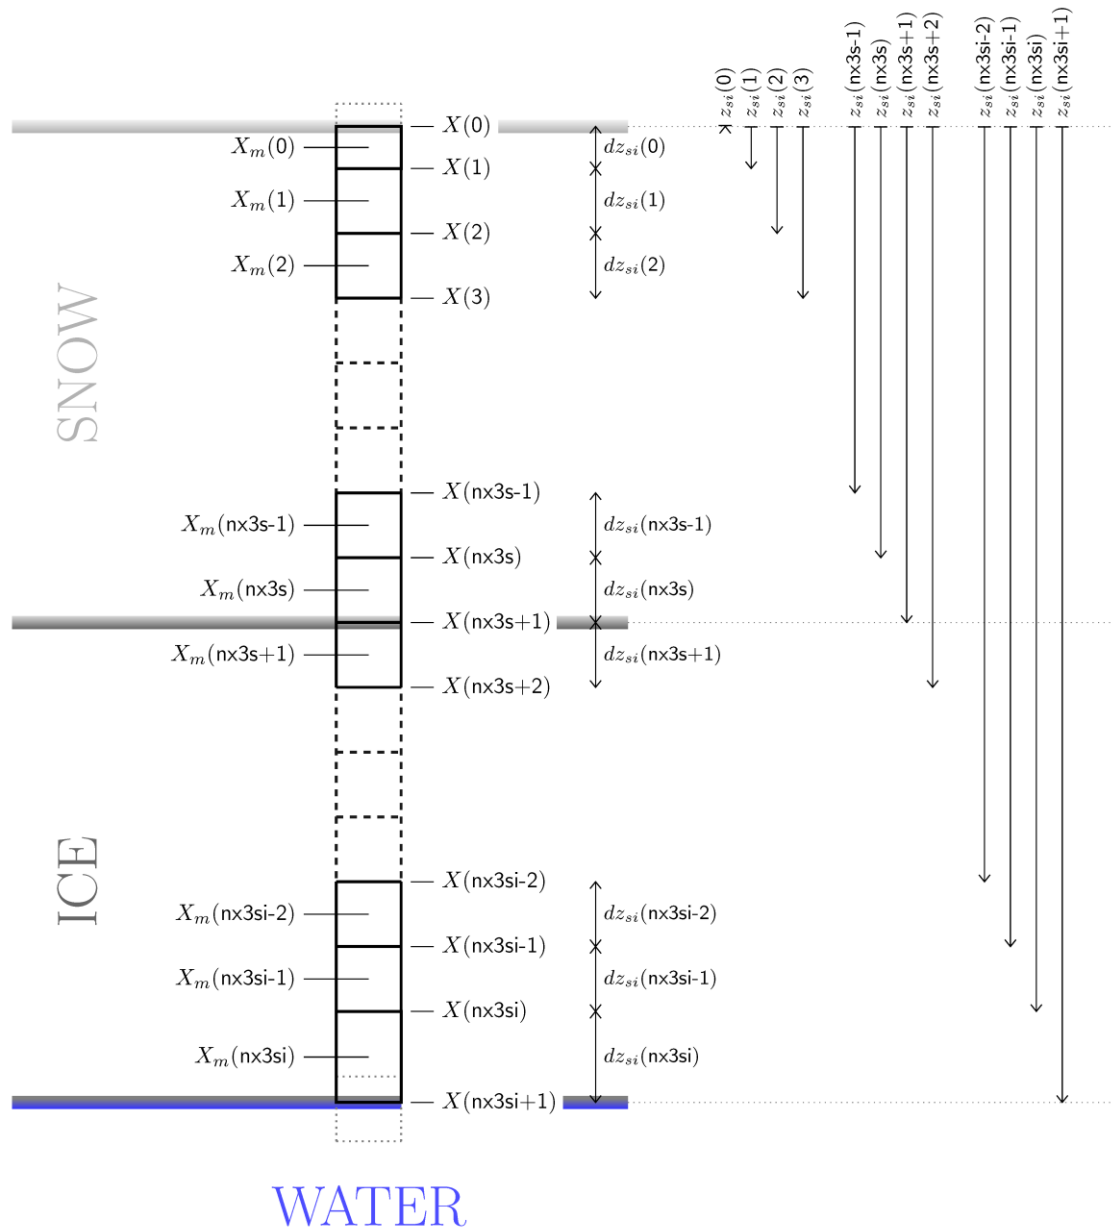 z_si(0)
z_si(1)
z_si(2)
z_si(3)
z_si(nx3s-1)
z_si(nx3s)
z_si(nx3s+1)
z_si(nx3s+2)
z_si(nx3si-2)
z_si(nx3si-1)
z_si(nx3si)
z_si(nx3si+1)
X(0)
X_m(0)
dz_si(0)
X(1)
X_m(1)
dz_si(1)
X(2)
X_m(2)
dz_si(2)
X(3)
SNOW
X(nx3s-1)
X_m(nx3s-1)
dz_si(nx3s-1)
X(nx3s)
X_m(nx3s)
dz_si(nx3s)
X(nx3s+1)
X_m(nx3s+1)
dz_si(nx3s+1)
X(nx3s+2)
ICE
X(nx3si-2)
X_m(nx3si-2)
dz_si(nx3si-2)
X(nx3si-1)
X_m(nx3si-1)
dz_si(nx3si-1)
X(nx3si)
X_m(nx3si)
dz_si(nx3si)
X(nx3si+1)
WATER